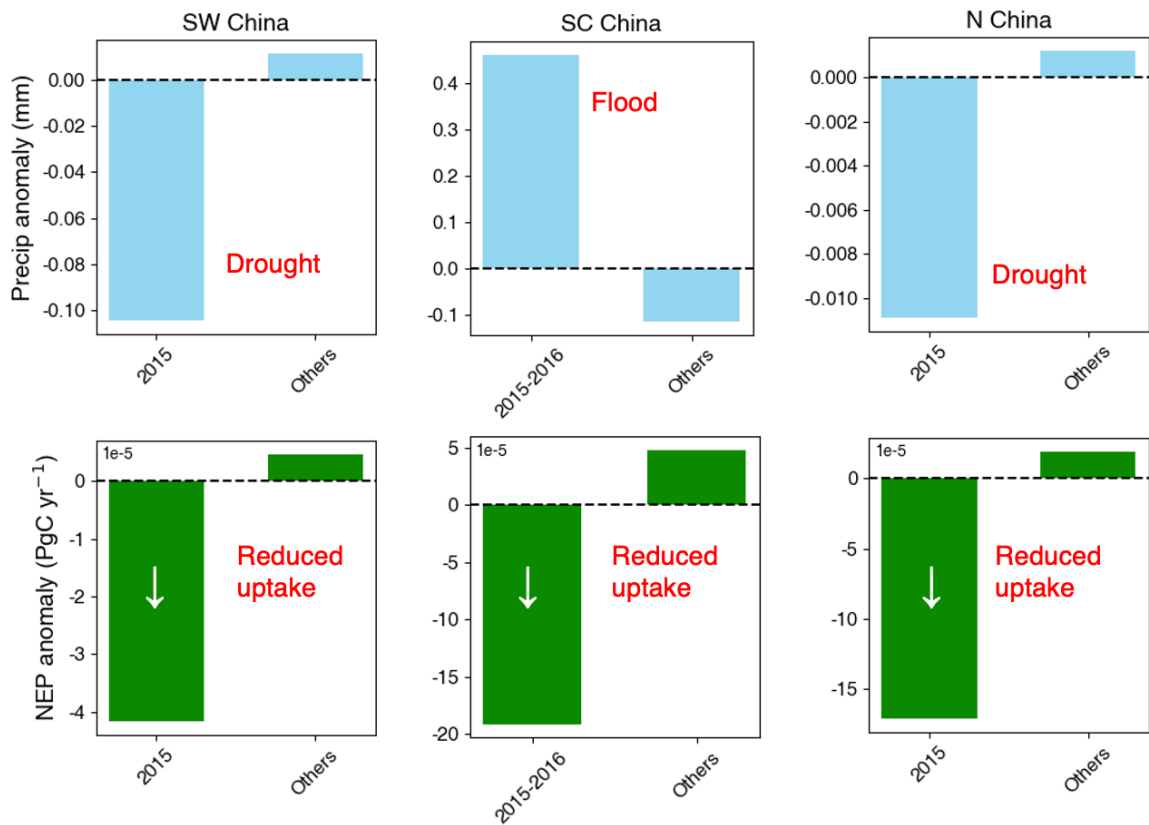 SW China
SC China
N China
Precip anomaly (mm)
0.00
-0.02
-0.04
-0.06
-0.08
-0.10
Drought
2015
Others
0.4
0.3
0.2
0.1
0.0
-0.1
Flood
2015-2016
Others
0.000
-0.002
-0.004
-0.006
-0.008
-0.010
Drought
2015
Others
NEP anomaly (PgC yr⁻¹)
1e-5
0
-1
-2
-3
-4
Reduced
uptake
2015
Others
1e-5
5
0
-5
-10
-15
-20
Reduced
uptake
2015-2016
Others
1e-5
0
-5
-10
-15
Reduced
uptake
2015
Others